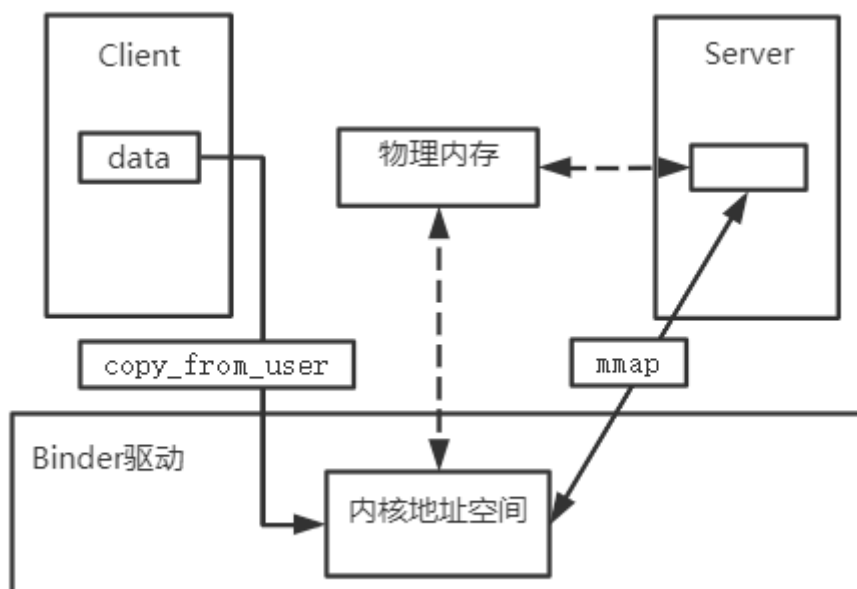 Client
Server
data
物理内存
copy_from_user
mmap
Binder驱动
内核地址空间